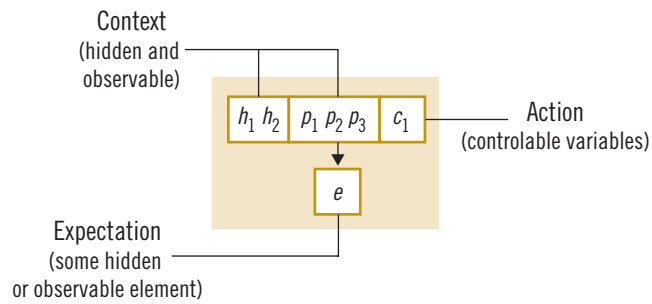 Context
(hidden and
observable)
h₁ h₂ p₁ p₂ p₃ c₁
Action
(controlable variables)
e
Expectation
(some hidden
or observable element)